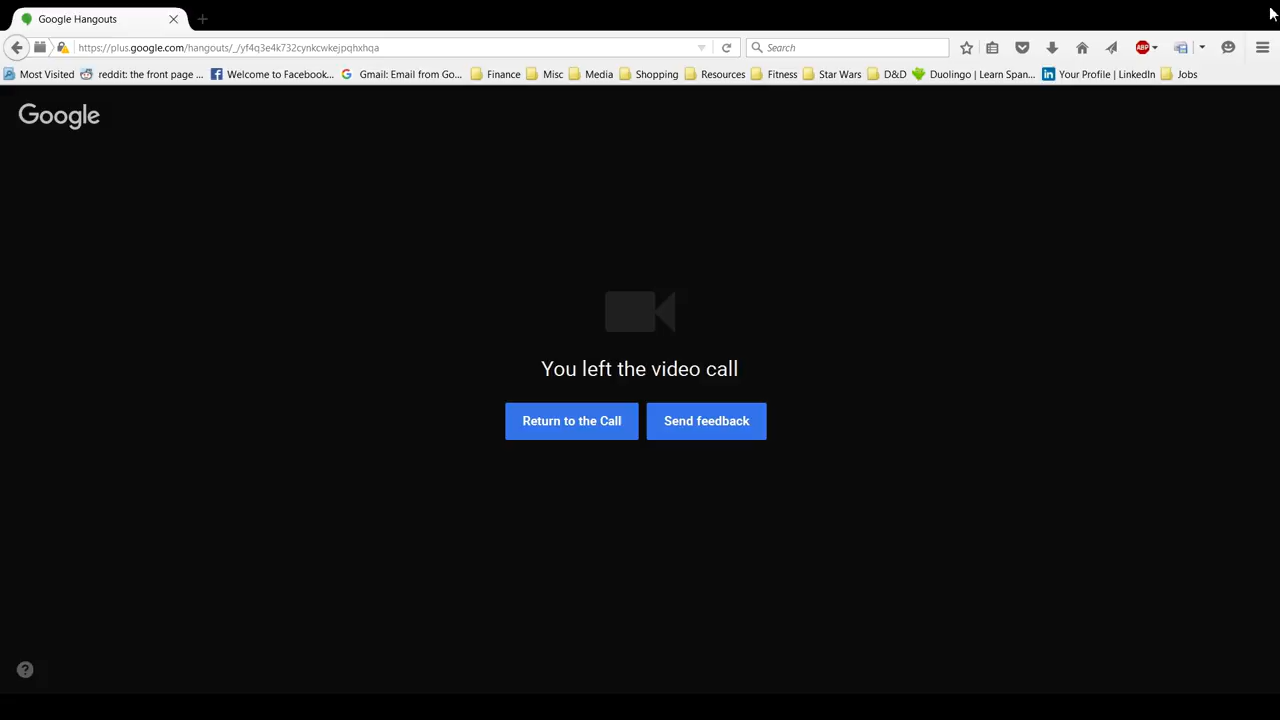 Google Hangouts
https://plus.google.com/hangouts/_/yf4q3e4k732cynkcwkejpqhxhqa
Search
ABP
Most Visited reddit: the front page ... Welcome to Facebook... Gmail: Email from Go... Finance Misc Media Shopping Resources Fitness Star Wars D&D Duolingo | Learn Span... Your Profile | LinkedIn Jobs
Google
You left the video call
Return to the Call Send feedback
?